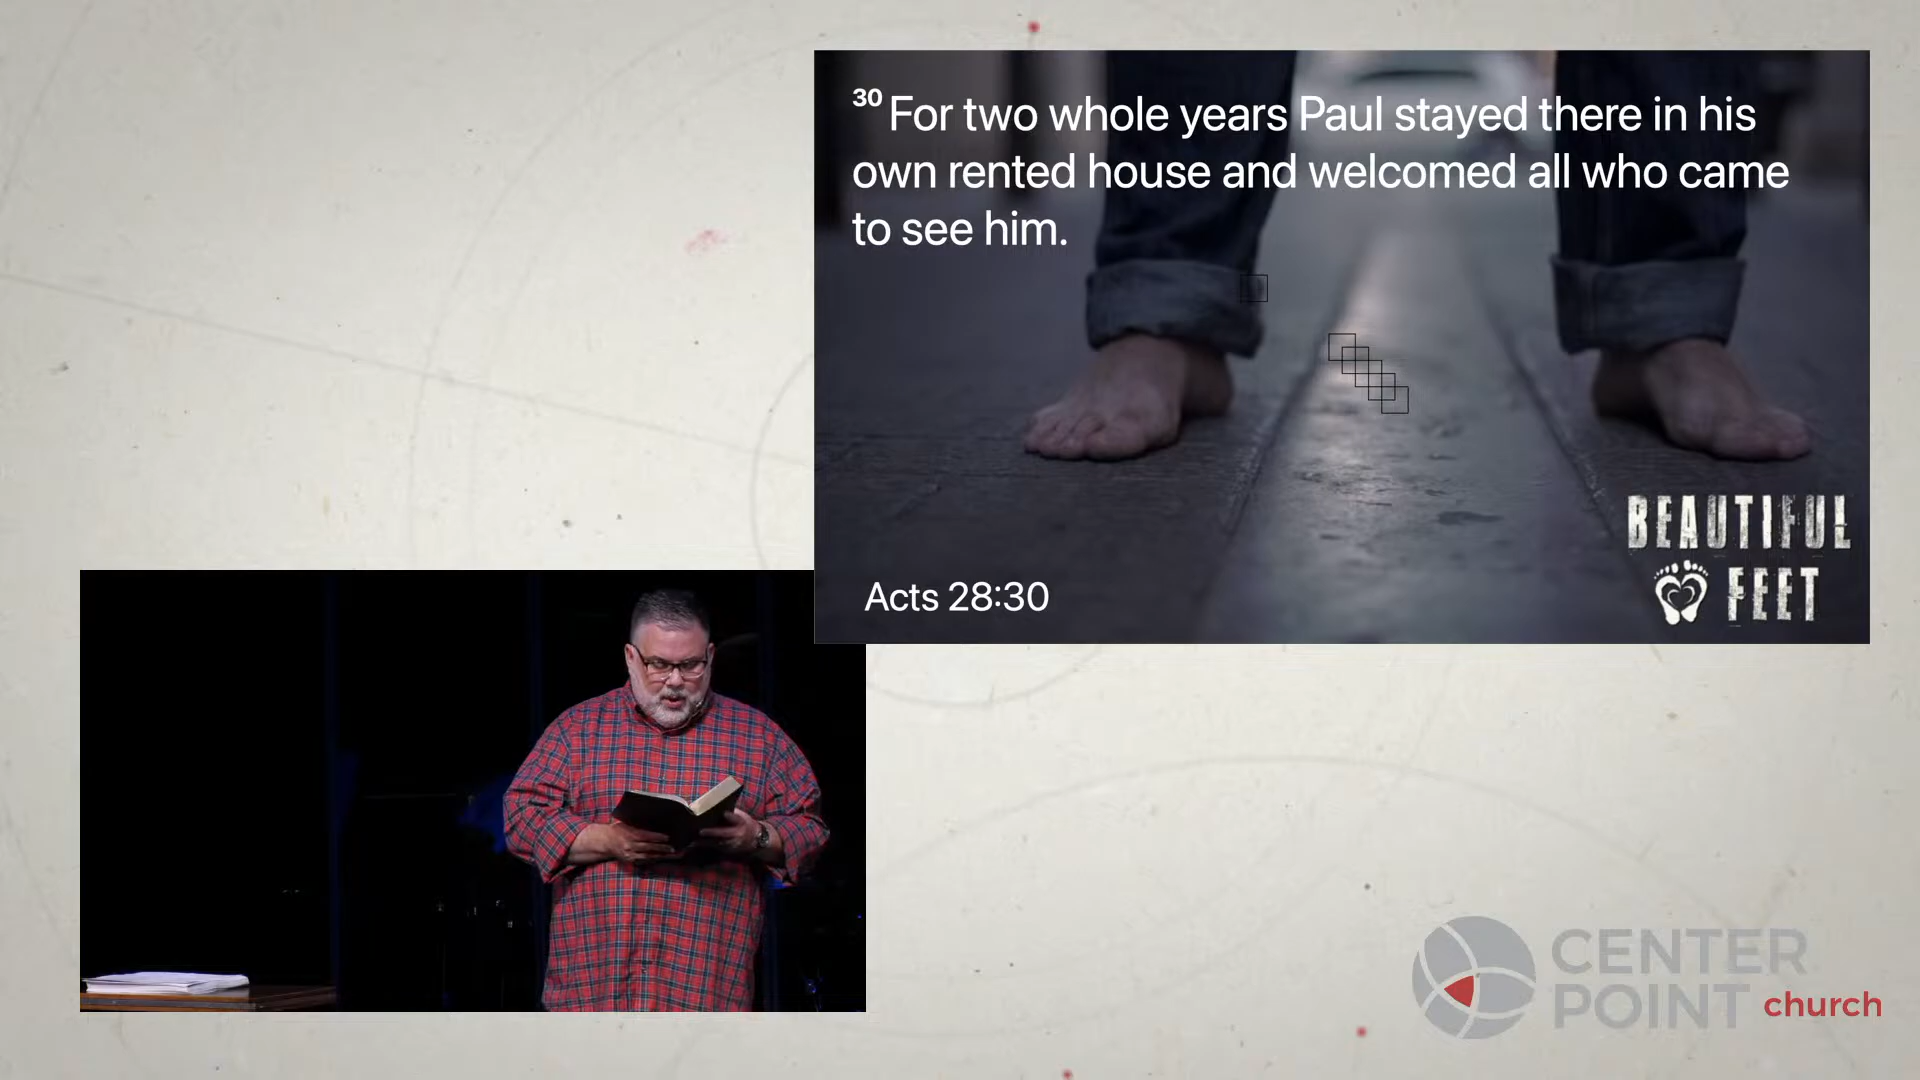 30 For two whole years Paul stayed there in his
own rented house and welcomed all who came
to see him.
Acts 28:30
BEAUTIFUL
FEET
CENTER
POINT church